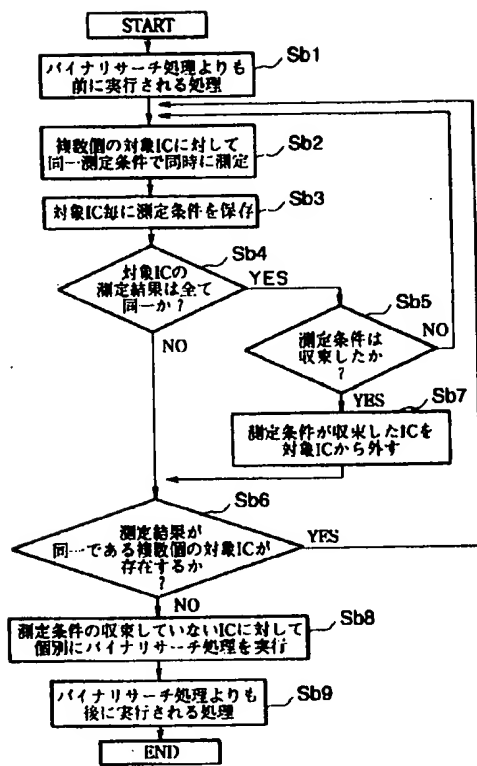 START
Sb1
バイナリサーチ処理よりも
前に実行される処理
Sb2
複数個の対象ICに対して
同一測定条件で同時に測定
Sb3
対象IC毎に測定条件を保存
Sb4
対象ICの
測定結果は全て
同一か?
YES
NO
Sb5
測定条件は
収束したか
?
NO
YES
Sb7
測定条件が収束したICを
対象ICから外す
Sb6
測定結果が
同一である複数個の対象ICが
存在するか
?
YES
NO
Sb8
測定条件の収束していないICに対して
個別にバイナリサーチ処理を実行
Sb9
バイナリサーチ処理よりも
後に実行される処理
END